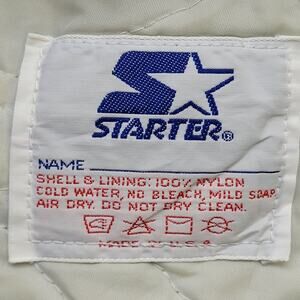 STARTER®
NAME
SHELL & LINING: 100% NYLON
COLD WATER, NO BLEACH, MILD SOAP
AIR DRY. DO NOT DRY CLEAN.
MADE IN U.S.A